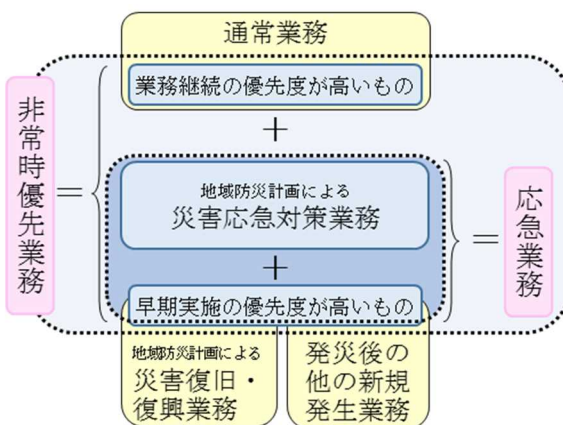 通常業務
業務継続の優先度が高いもの
+
非常時優先業務
=
地域防災計画による
災害応急対策業務
=
応急業務
+
早期実施の優先度が高いもの
地域防災計画による
災害復旧・
復興業務
発災後の
他の新規
発生業務